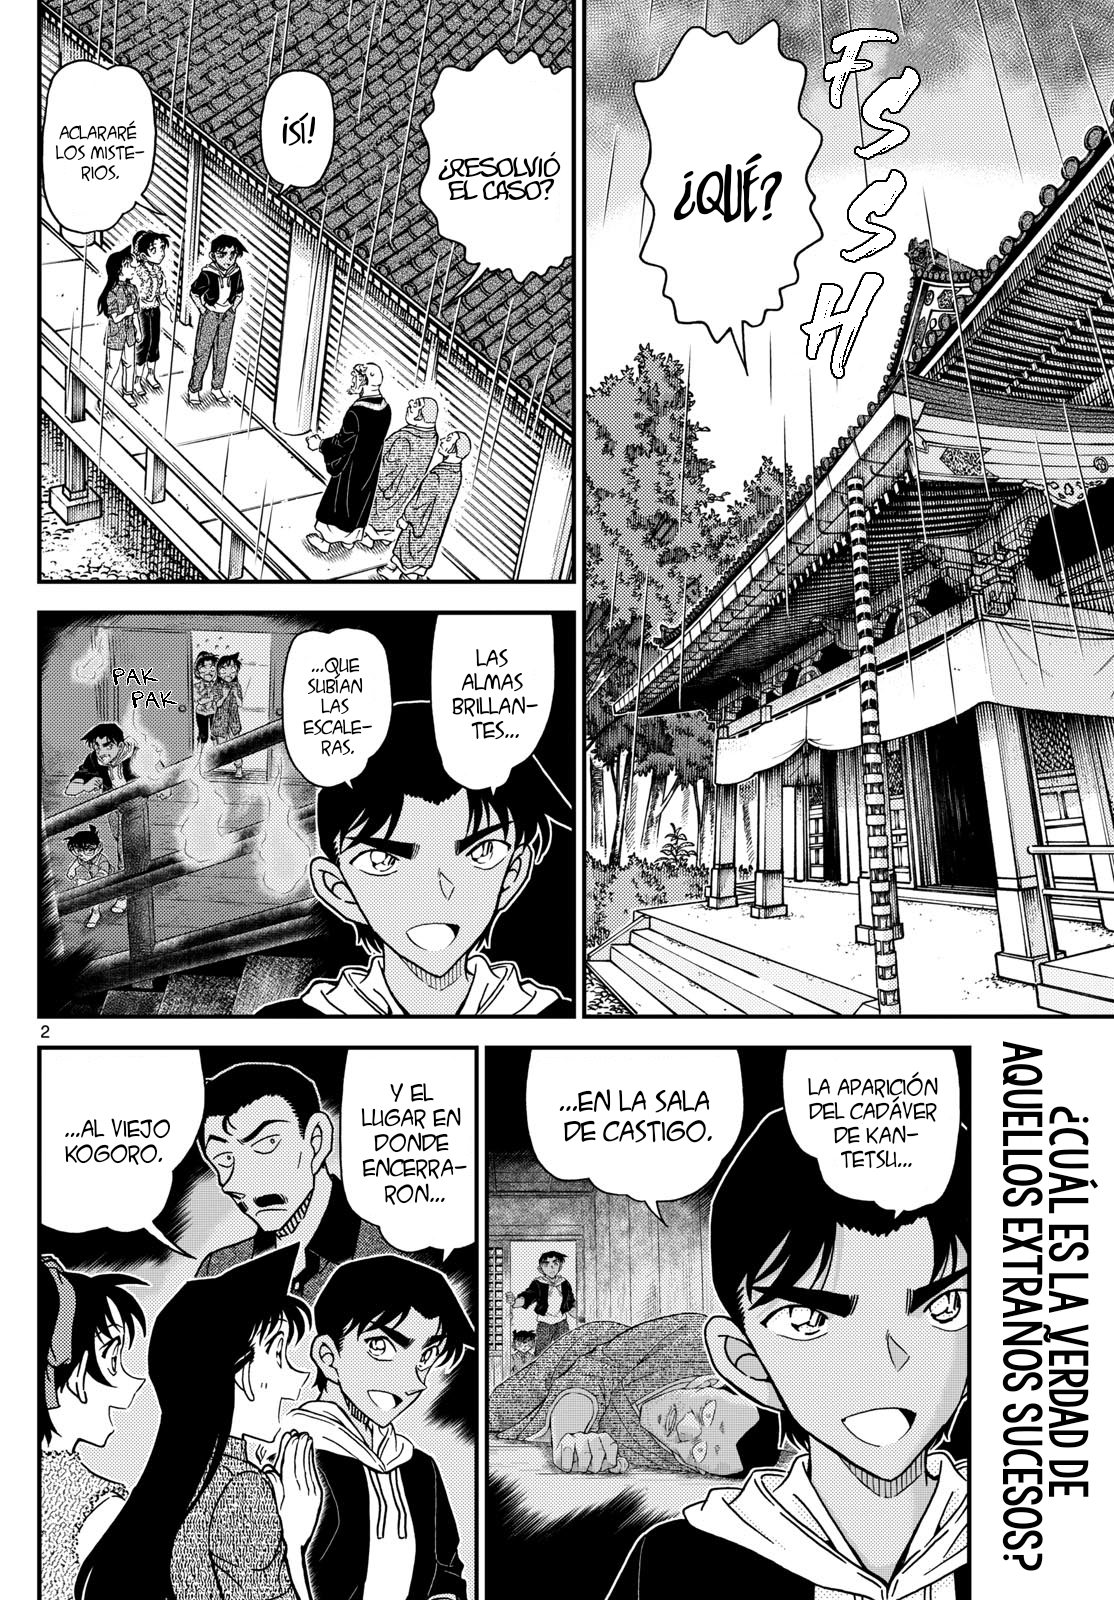 FSSSH
¿QUÉ?
¿RESOLVIÓ
EL CASO?
¡SÍ!
ACLARARÉ
LOS MISTE-
RIOS.
LAS
ALMAS
BRILLAN-
TES...
...QUE
SUBÍAN
LAS
ESCALE-
RAS.
PAK
PAK
2
LA APARICIÓN
DEL CADÁVER
DE KAN-
TETSU...
...EN LA SALA
DE CASTIGO.
Y EL
LUGAR EN
DONDE
ENCERRA-
RON...
...AL VIEJO
KOGORO.
¿CUÁL ES LA VERDAD DE
AQUELLOS EXTRAÑOS SUCESOS?